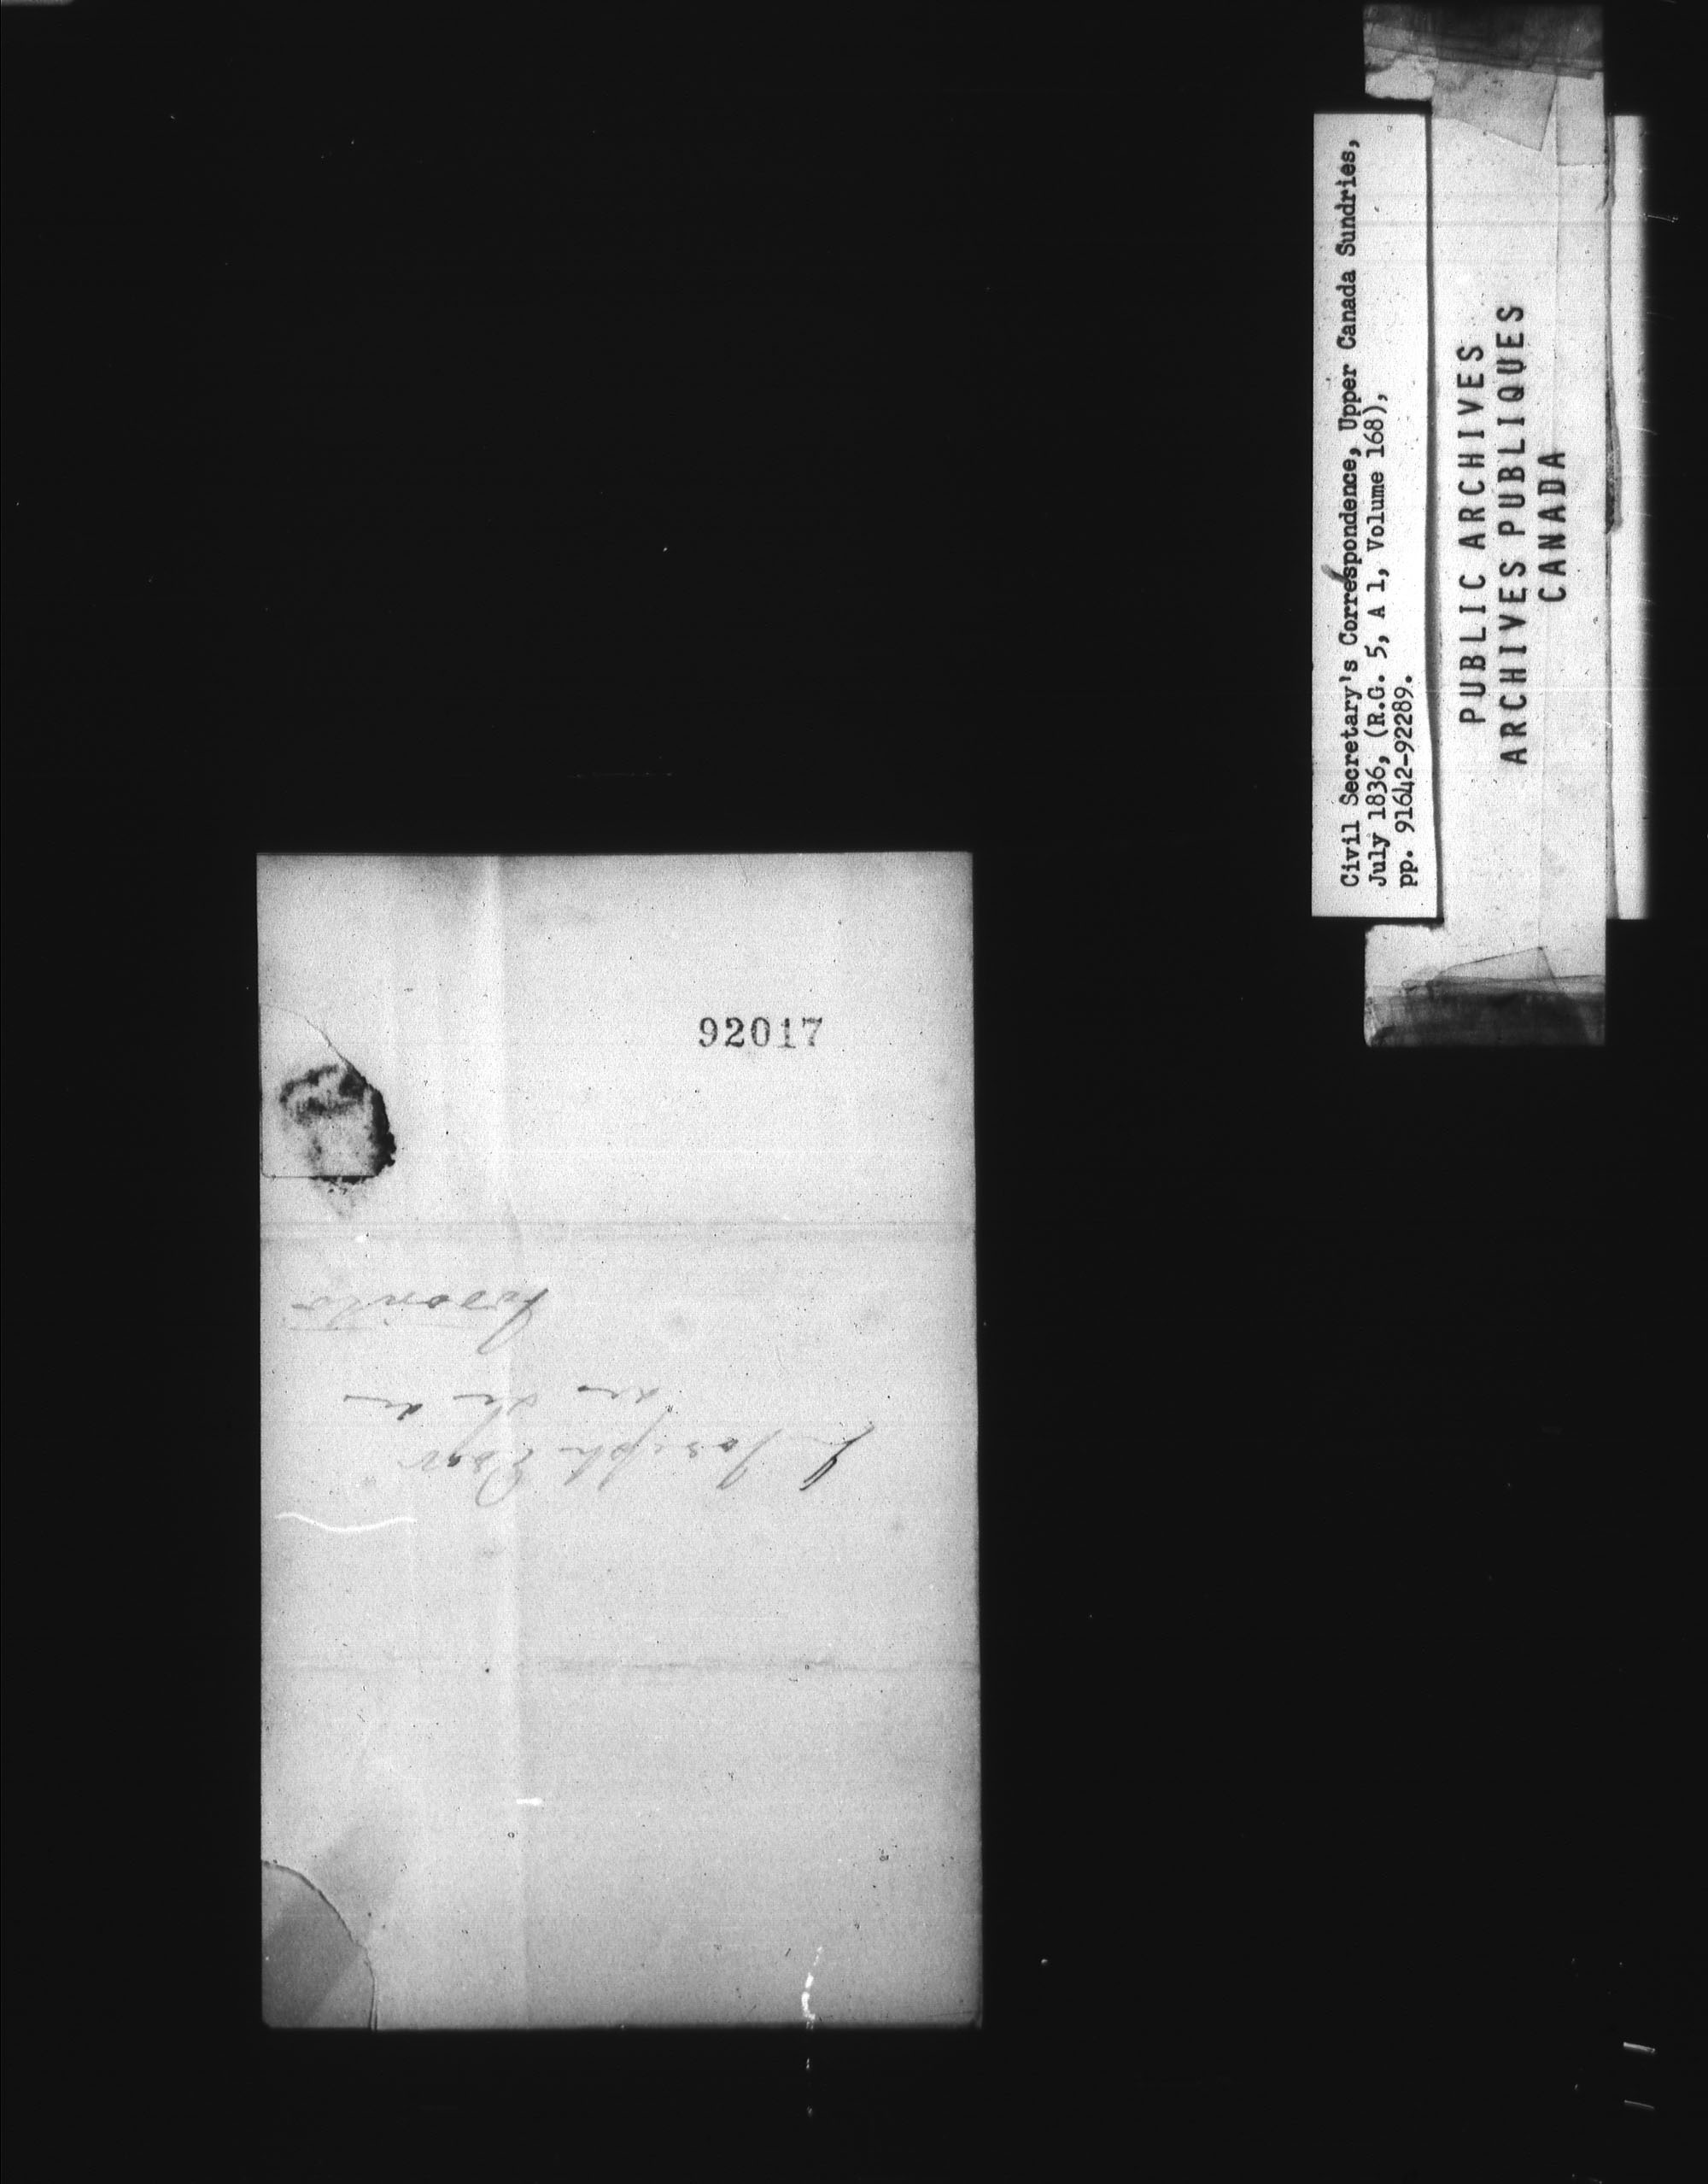 Civil Secretary's Correspondence, Upper Canada Sundries,
July 1836, (R.G. 5, A 1, Volume 168),
pp. 91642-92289.
PUBLIC ARCHIVES
ARCHIVES PUBLIQUES
CANADA
92017
Joseph
Toronto